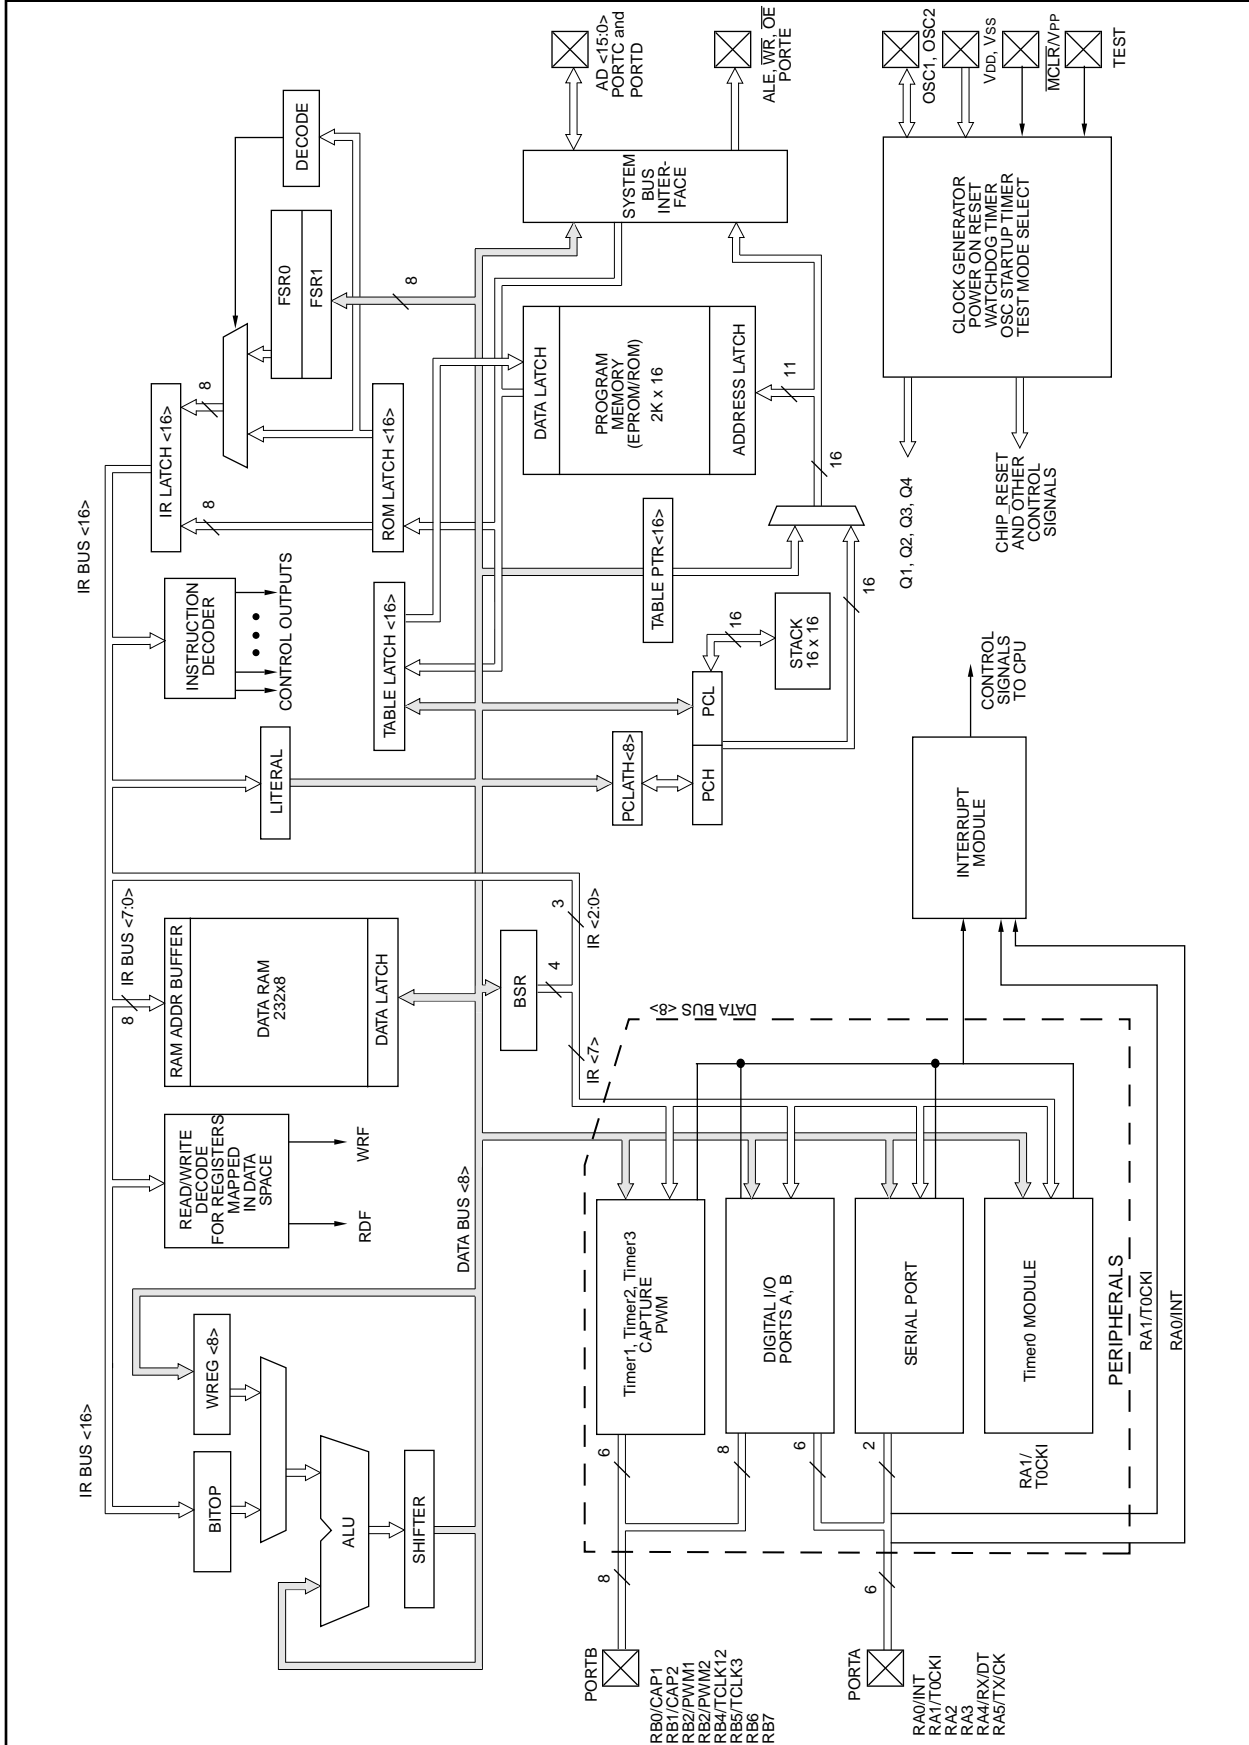 IR BUS <16>
BITOP
WREG <8>
ALU
SHIFTER
READ/WRITE
DECODE
FOR REGISTERS
MAPPED
IN DATA
SPACE
RDF
WRF
8
IR BUS <7:0>
RAM ADDR BUFFER
DATA RAM
232x8
DATA LATCH
LITERAL
INSTRUCTION
DECODER
CONTROL OUTPUTS
IR BUS <16>
IR LATCH <16>
8
8
ROM LATCH <16>
FSR0
FSR1
8
DECODE
TABLE LATCH <16>
DATA BUS <8>
BSR
4
3
IR <2:0>
IR <7>
PCLATH<8>
PCH
PCL
16
STACK
16 x 16
TABLE PTR<16>
16
16
DATA LATCH
PROGRAM
MEMORY
(EPROM/ROM)
2K x 16
ADDRESS LATCH
11
SYSTEM
BUS
INTER-
FACE
AD <15:0>
PORTC and
PORTD
ALE, WR, OE
PORTE
CLOCK GENERATOR
POWER ON RESET
WATCHDOG TIMER
OSC STARTUP TIMER
TEST MODE SELECT
OSC1, OSC2
VDD, VSS
MCLR/VPP
TEST
Q1, Q2, Q3, Q4
CHIP_RESET
AND OTHER
CONTROL
SIGNALS
INTERRUPT
MODULE
CONTROL
SIGNALS
TO CPU
DATA BUS <8>
Timer1, Timer2, Timer3
CAPTURE
PWM
DIGITAL I/O
PORTS A, B
SERIAL PORT
Timer0 MODULE
PERIPHERALS
6
8
6
2
RA1/
T0CKI
RA1/T0CKI
RA0/INT
8
6
PORTB
RB0/CAP1
RB1/CAP2
RB2/PWM1
RB2/PWM2
RB4/TCLK12
RB5/TCLK3
RB6
RB7
PORTA
RA0/INT
RA1/T0CKI
RA2
RA3
RA4/RX/DT
RA5/TX/CK